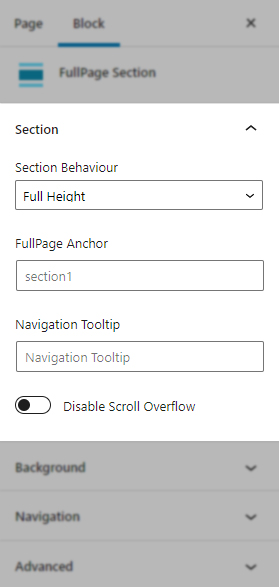 Page Block ×
FullPage Section
Section
Section Behaviour
Full Height
FullPage Anchor
section1
Navigation Tooltip
Navigation Tooltip
Disable Scroll Overflow
Background
Navigation
Advanced